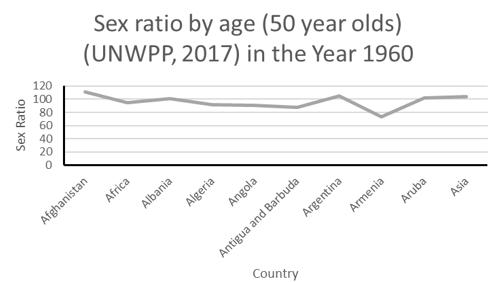 Sex ratio by age (50 year olds)
(UNWPP, 2017) in the Year 1960
120
100
80
60
40
20
0
Sex Ratio
Afghanistan
Africa
Albania
Algeria
Angola
Antigua and Barbuda
Argentina
Armenia
Aruba
Asia
Country